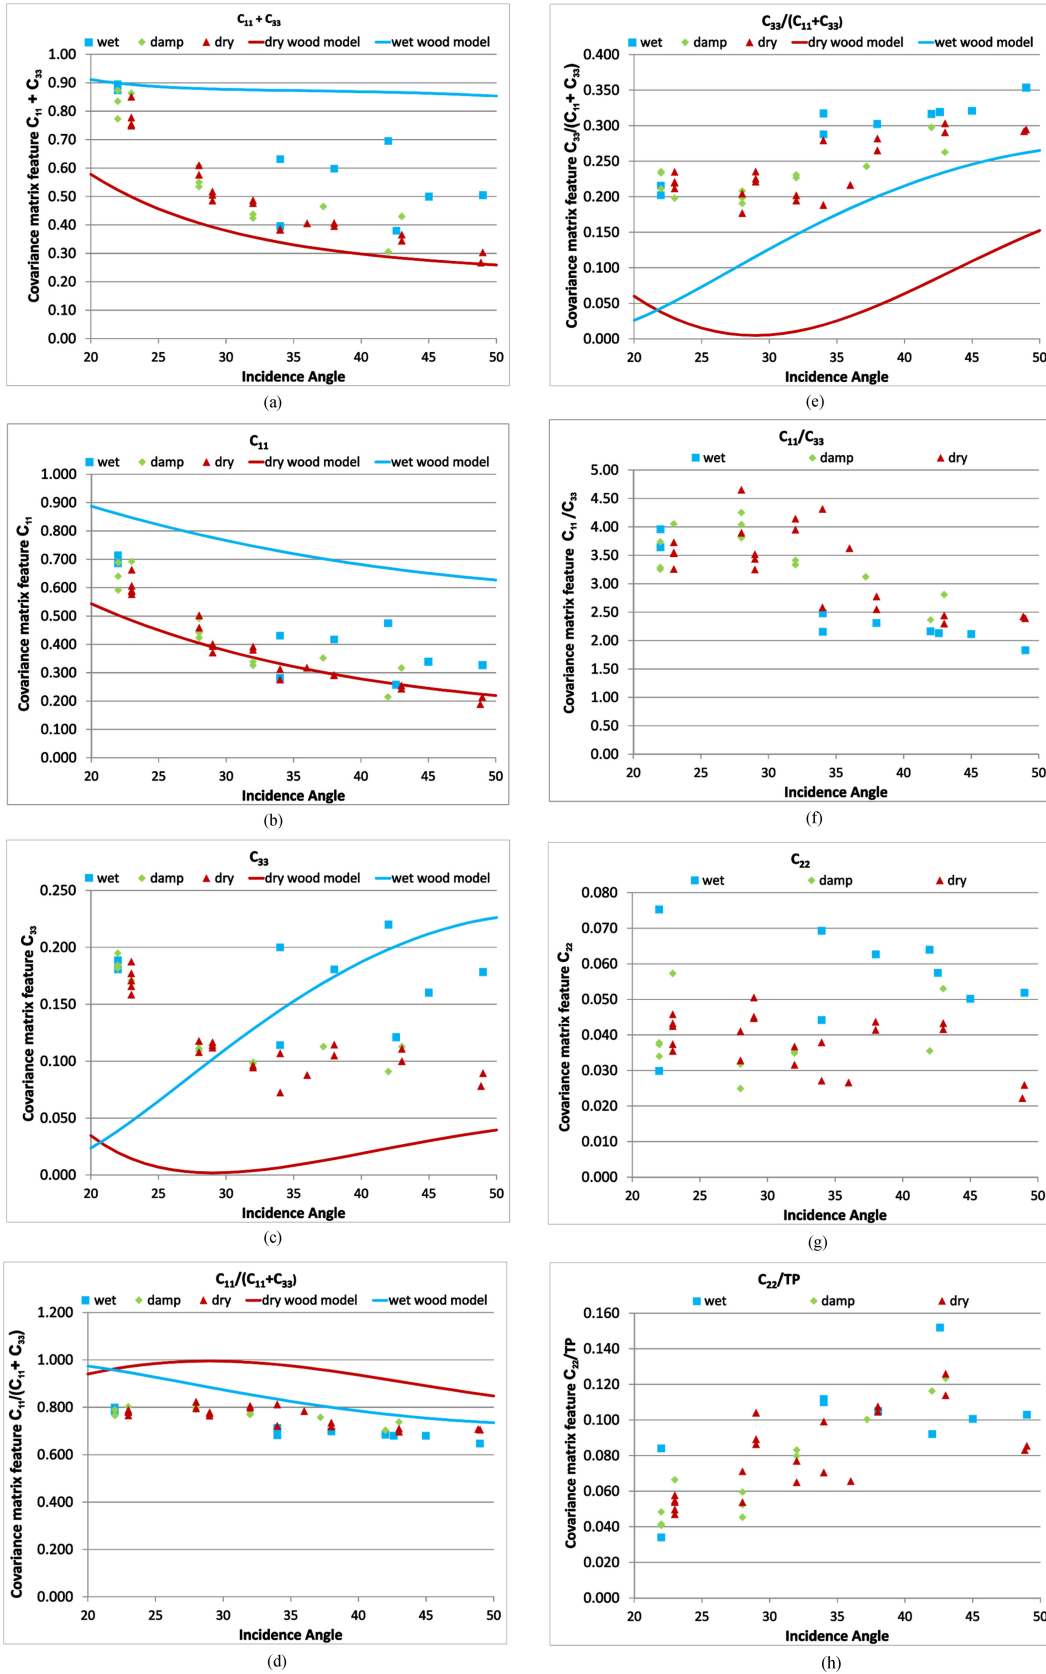 C₁₁ + C₃₃
wet damp dry dry wood model wet wood model
Covariance matrix feature C₁₁ + C₃₃
1.00
0.90
0.80
0.70
0.60
0.50
0.40
0.30
0.20
0.10
0.00
20 25 30 35 40 45 50
Incidence Angle
(a)
C₁₁
wet damp dry dry wood model wet wood model
Covariance matrix feature C₁₁
1.000
0.900
0.800
0.700
0.600
0.500
0.400
0.300
0.200
0.100
0.000
20 25 30 35 40 45 50
Incidence Angle
(b)
C₃₃
wet damp dry dry wood model wet wood model
Covariance matrix feature C₃₃
0.250
0.200
0.150
0.100
0.050
0.000
20 25 30 35 40 45 50
Incidence Angle
(c)
C₁₁/(C₁₁+C₃₃)
wet damp dry dry wood model wet wood model
Covariance matrix feature C₁₁/(C₁₁+ C₃₃)
1.200
1.000
0.800
0.600
0.400
0.200
0.000
20 25 30 35 40 45 50
Incidence Angle
(d)
C₃₃/(C₁₁+C₃₃)
wet damp dry dry wood model wet wood model
Covariance matrix feature C₃₃/(C₁₁+ C₃₃)
0.400
0.350
0.300
0.250
0.200
0.150
0.100
0.050
0.000
20 25 30 35 40 45 50
Incidence Angle
(e)
C₁₁/C₃₃
wet damp dry
Covariance matrix feature C₁₁ /C₃₃
5.00
4.50
4.00
3.50
3.00
2.50
2.00
1.50
1.00
0.50
0.00
20 25 30 35 40 45 50
Incidence Angle
(f)
C₂₂
wet damp dry
Covariance matrix feature C₂₂
0.080
0.070
0.060
0.050
0.040
0.030
0.020
0.010
0.000
20 25 30 35 40 45 50
Incidence Angle
(g)
C₂₂/TP
wet damp dry
Covariance matrix feature C₂₂/TP
0.160
0.140
0.120
0.100
0.080
0.060
0.040
0.020
0.000
20 25 30 35 40 45 50
Incidence Angle
(h)